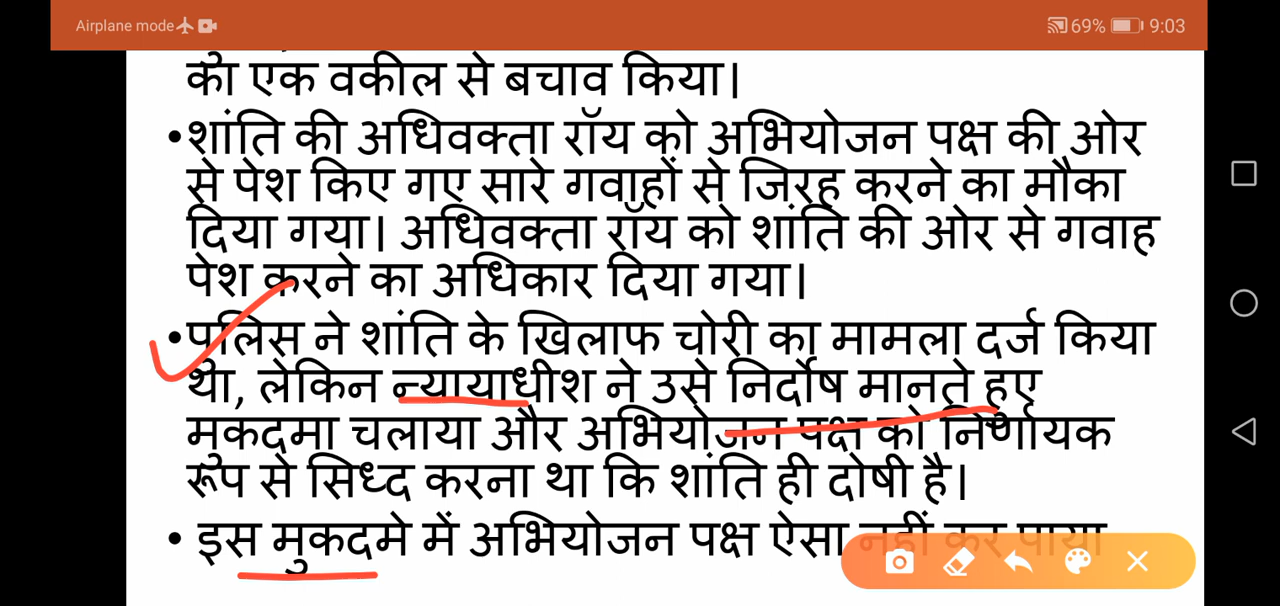 Airplane mode 69% 9:03
का एक वकील से बचाव किया।
•शांति की अधिवक्ता रॉय को अभियोजन पक्ष की ओर
से पेश किए गए सारे गवाहों से जिरह करने का मौका
दिया गया। अधिवक्ता रॉय को शांति की ओर से गवाह
पेश करने का अधिकार दिया गया।
•पुलिस ने शांति के खिलाफ चोरी का मामला दर्ज किया
था, लेकिन न्यायाधीश ने उसे निर्दोष मानते हुए
मुकदमा चलाया और अभियोजन पक्ष को निर्णायक
रूप से सिध्द करना था कि शांति ही दोषी है।
• इस मुकदमे में अभियोजन पक्ष ऐसा नहीं कर पाया